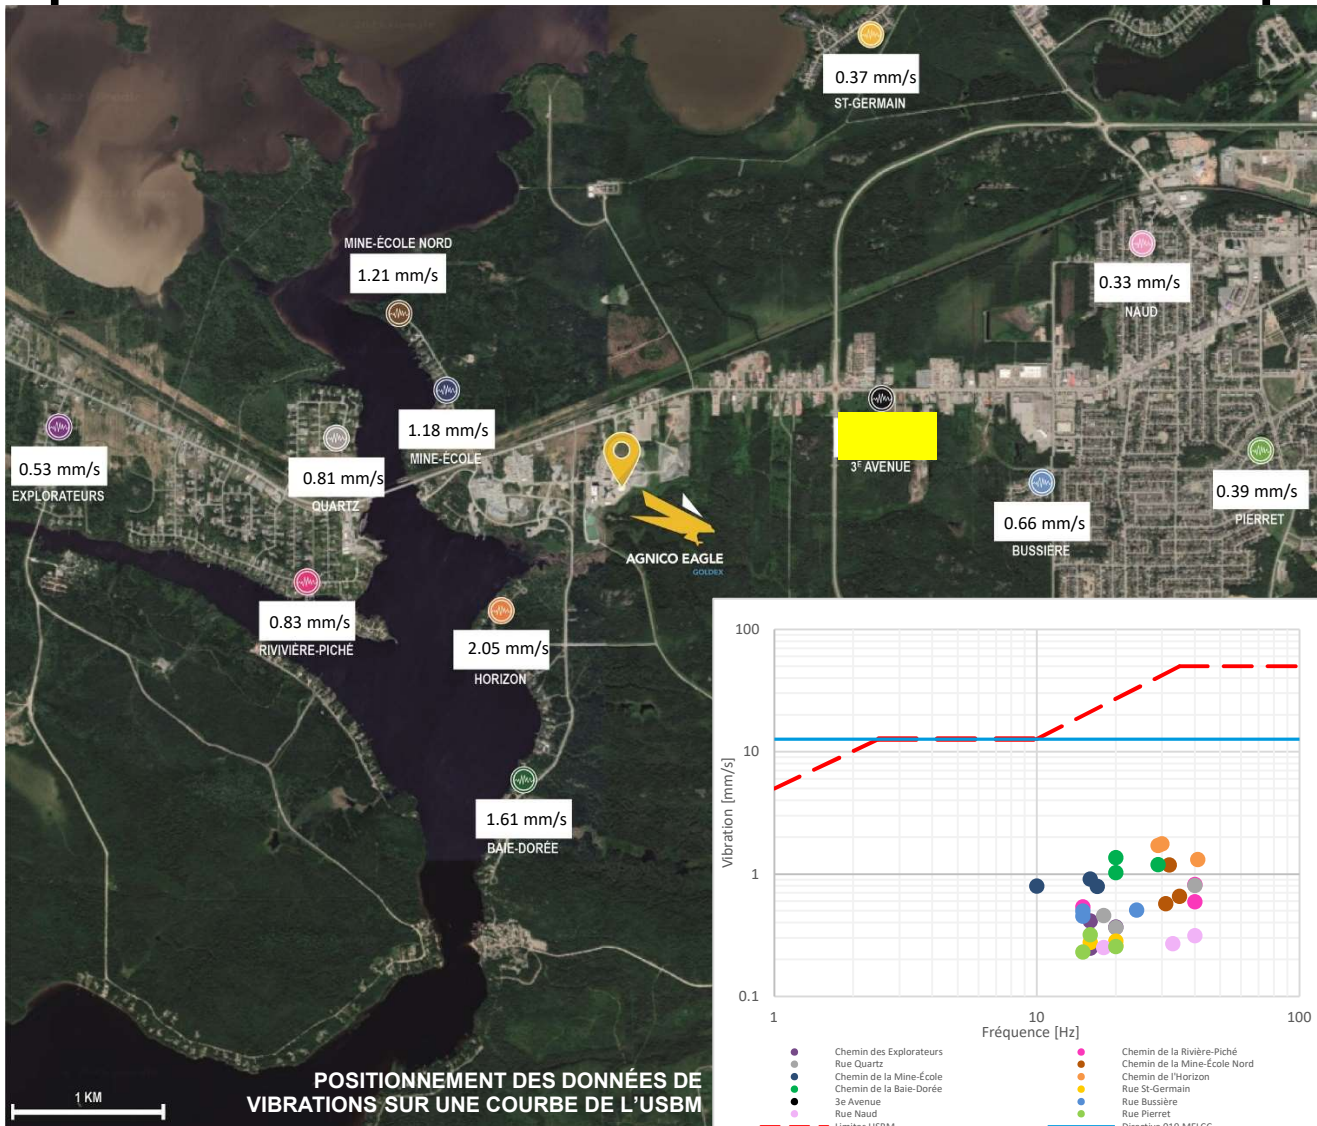 0.37 mm/s
ST-GERMAIN
MINE-ÉCOLE NORD
1.21 mm/s
0.33 mm/s
NAUD
1.18 mm/s
MINE-ÉCOLE
0.53 mm/s
EXPLORATEURS
0.81 mm/s
QUARTZ
3E AVENUE
0.39 mm/s
PIERRET
0.66 mm/s
BUSSIÈRE
AGNICO EAGLE
GOLDEX
0.83 mm/s
RIVIVIÈRE-PICHÉ
2.05 mm/s
HORIZON
1.61 mm/s
BAIE-DORÉE
100
10
1
0.1
Vibration [mm/s]
1
10
100
Fréquence [Hz]
Chemin des Explorateurs
Chemin de la Rivière-Piché
Rue Quartz
Chemin de la Mine-École Nord
Chemin de la Mine-École
Chemin de l'Horizon
Chemin de la Baie-Dorée
Rue St-Germain
3e Avenue
Rue Bussière
Rue Naud
Rue Pierret
Limites USBM
Directive 019 MELCC
POSITIONNEMENT DES DONNÉES DE
VIBRATIONS SUR UNE COURBE DE L'USBM
1 KM